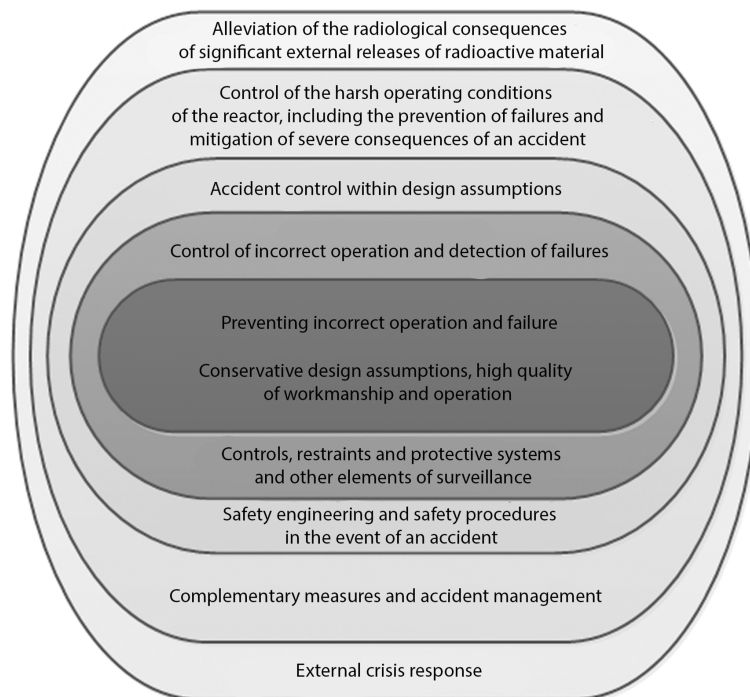 Alleviation of the radiological consequences
of significant external releases of radioactive material
Control of the harsh operating conditions
of the reactor, including the prevention of failures and
mitigation of severe consequences of an accident
Accident control within design assumptions
Control of incorrect operation and detection of failures
Preventing incorrect operation and failure
Conservative design assumptions, high quality
of workmanship and operation
Controls, restraints and protective systems
and other elements of surveillance
Safety engineering and safety procedures
in the event of an accident
Complementary measures and accident management
External crisis response